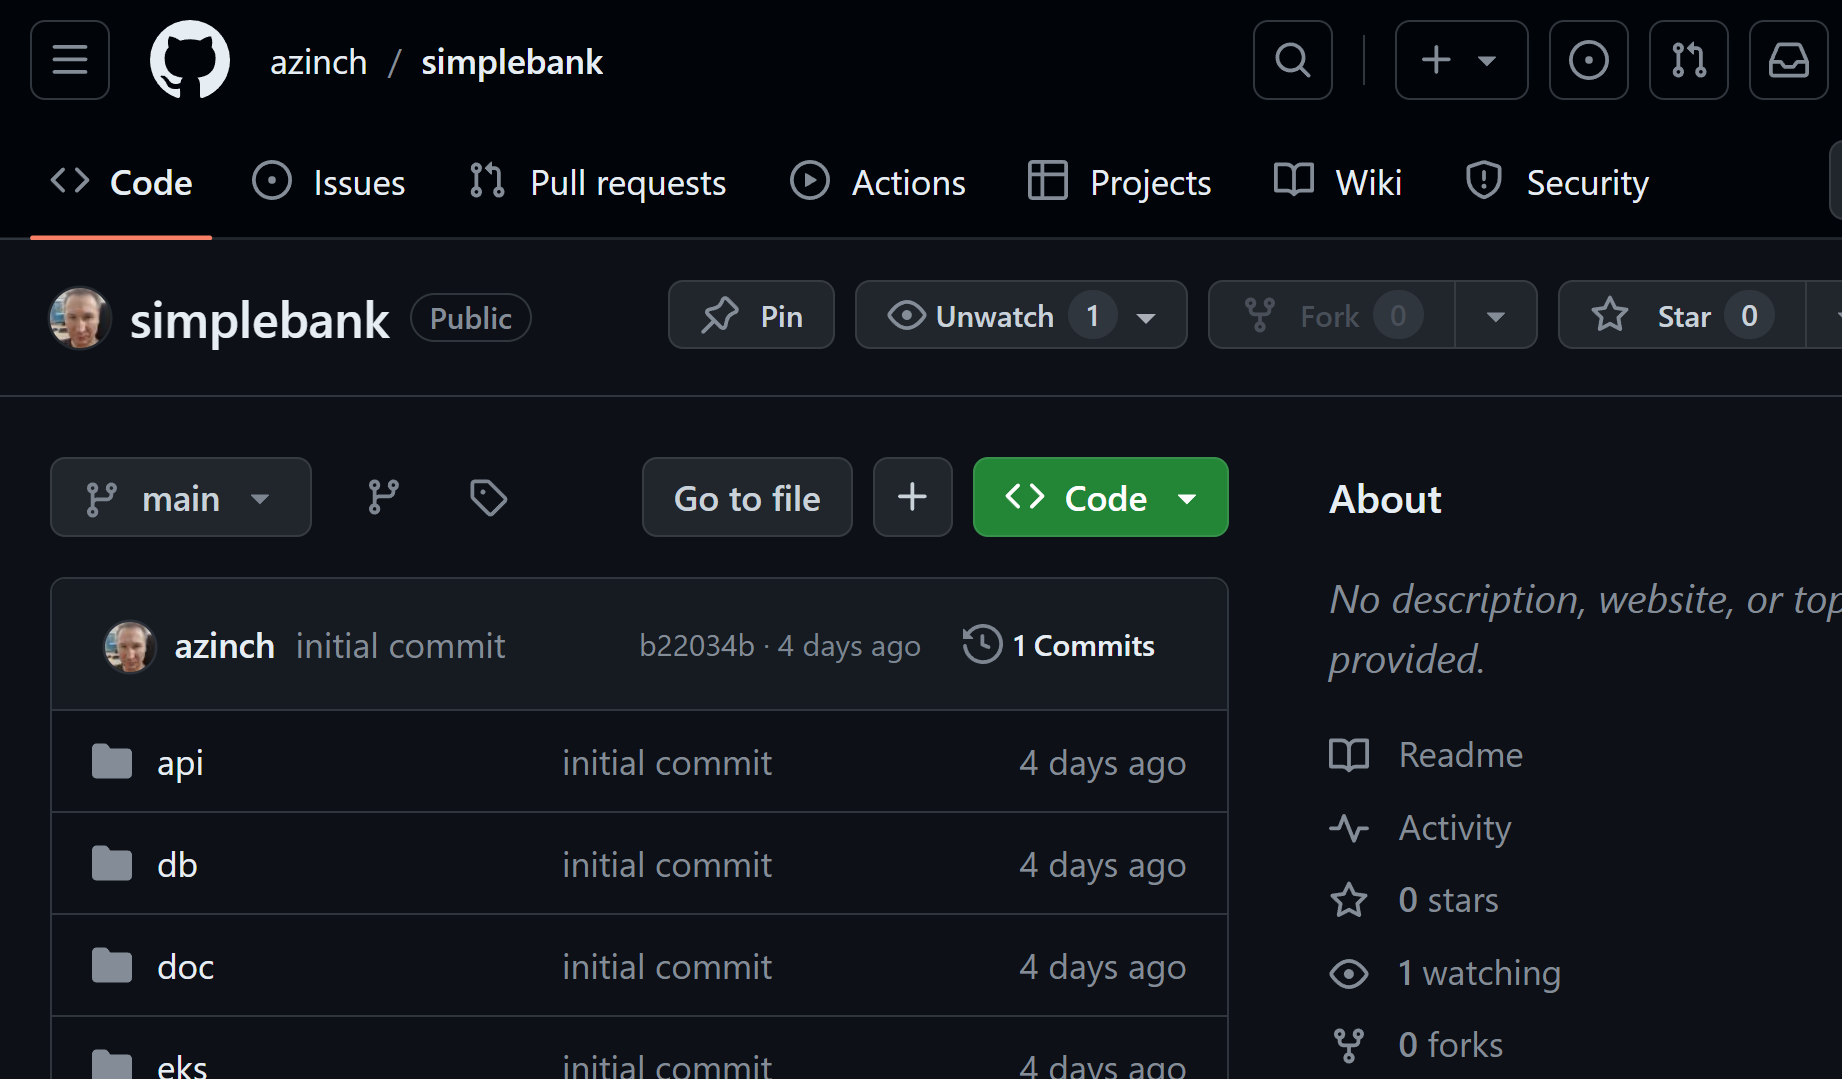 azinch / simplebank
Code Issues Pull requests Actions Projects Wiki Security
simplebank Public Pin Unwatch 1 Fork 0 Star 0
main Go to file Code
About
No description, website, or top
provided.
azinch initial commit b22034b · 4 days ago 1 Commits
api initial commit 4 days ago
db initial commit 4 days ago
doc initial commit 4 days ago
eks initial commit 4 days ago
Readme
Activity
0 stars
1 watching
0 forks